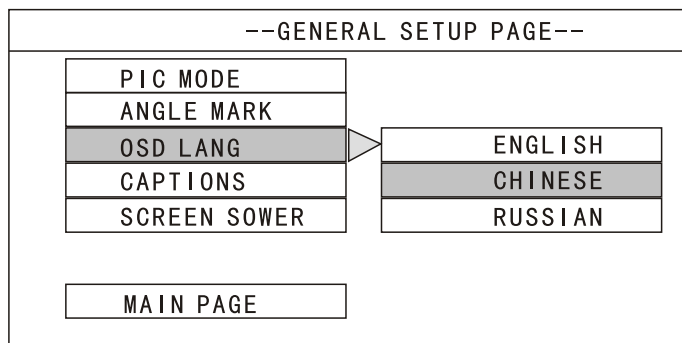 --GENERAL SETUP PAGE--
PIC MODE
ANGLE MARK
OSD LANG
CAPTIONS
SCREEN SOWER
ENGLISH
CHINESE
RUSSIAN
MAIN PAGE